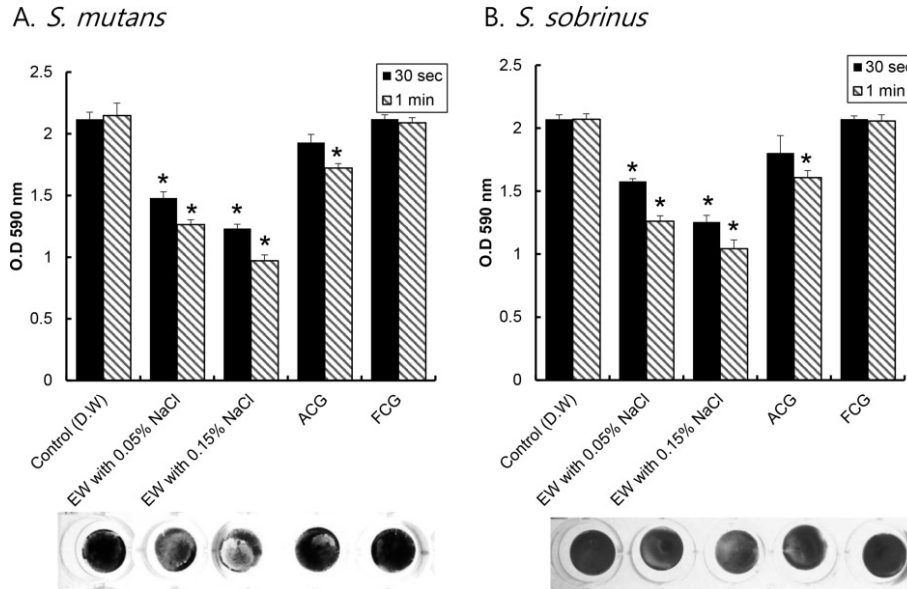 A. S. mutans
2.5
2
1.5
1
0.5
0
O.D 590 nm
30 sec
1 min
*
*
*
*
*
Control (D.W)
EW with 0.05% NaCl
EW with 0.15% NaCl
ACG
FCG
B. S. sobrinus
2.5
2
1.5
1
0.5
0
O.D 590 nm
30 sec
1 min
*
*
*
*
*
Control (D.W)
EW with 0.05% NaCl
EW with 0.15% NaCl
ACG
FCG